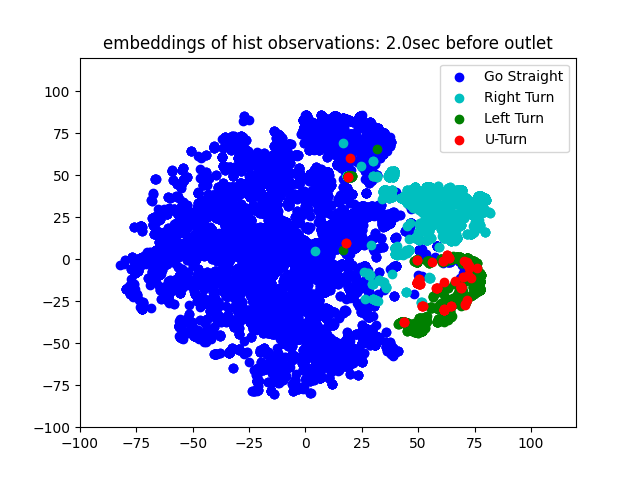 embeddings of hist observations: 2.0sec before outlet
Go Straight
Right Turn
Left Turn
U-Turn
100
75
50
25
0
−25
−50
−75
−100
−100 −75 −50 −25 0 25 50 75 100